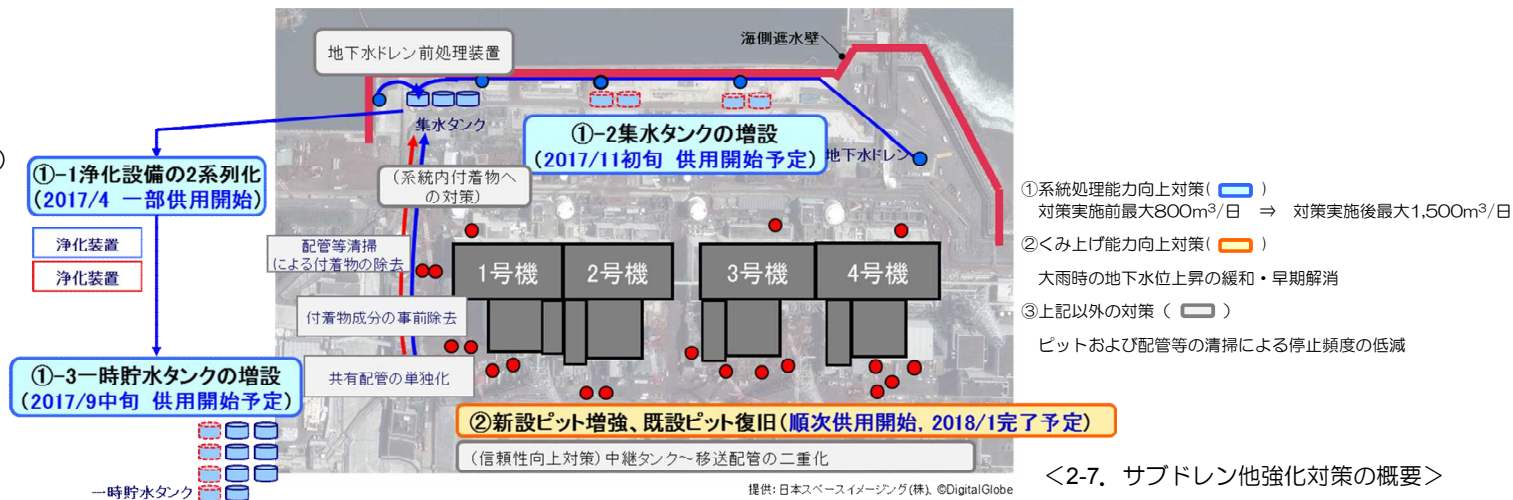 地下水ドレン前処理装置
海側遮水壁
集水タンク
①-2集水タンクの増設
(2017/11初旬 供用開始予定)
地下水ドレン
)
①-1浄化設備の2系列化
(2017/4 一部供用開始)
浄化装置
浄化装置
(系統内付着物へ
の対策)
配管等清掃
による付着物の除去
付着物成分の事前除去
共有配管の単独化
1号機
2号機
3号機
4号機
①-3一時貯水タンクの増設
(2017/9中旬 供用開始予定)
一時貯水タンク
②新設ピット増強、既設ピット復旧(順次供用開始, 2018/1完了予定)
(信頼性向上対策)中継タンク~移送配管の二重化
提供:日本スペースイメージング(株)、©DigitalGlobe
①系統処理能力向上対策( )
対策実施前最大800m³/日 ⇒ 対策実施後最大1,500m³/日
②くみ上げ能力向上対策( )
大雨時の地下水位上昇の緩和・早期解消
③上記以外の対策( )
ピットおよび配管等の清掃による停止頻度の低減
<2-7. サブドレン他強化対策の概要>